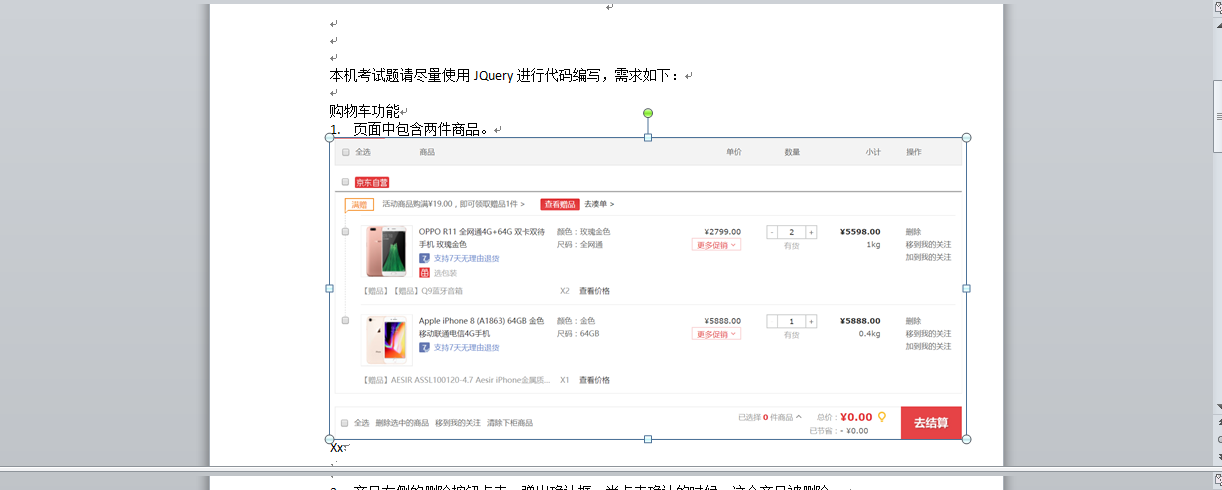 本机考试题请尽量使用 JQuery 进行代码编写，需求如下：
购物车功能
1. 页面中包含两件商品。
全选 商品 单价 数量 小计 操作
京东自营
满赠 活动商品购满¥19.00，即可领取赠品1件 > 查看赠品 去凑单 >
OPPO R11 全网通4G+64G 双卡双待 颜色：玫瑰金色 ¥2799.00 - 2 + ¥5598.00 删除
手机 玫瑰金色 尺码：全网通 更多促销 有货 1kg 移到我的关注
7 支持7天无理由退货 加到我的关注
选包装
【赠品】【赠品】Q9蓝牙音箱 X2 查看价格
Apple iPhone 8 (A1863) 64GB 金色 颜色：金色 ¥5888.00 1 + ¥5888.00 删除
移动联通电信4G手机 尺码：64GB 更多促销 有货 0.4kg 移到我的关注
7 支持7天无理由退货 加到我的关注
【赠品】AESIR ASSL100120-4.7 Aesir iPhone金属质... X1 查看价格
全选 删除选中的商品 移到我的关注 清除下柜商品 已选择 0 件商品 总价：¥0.00 去结算
已节省：- ¥0.00
Xx